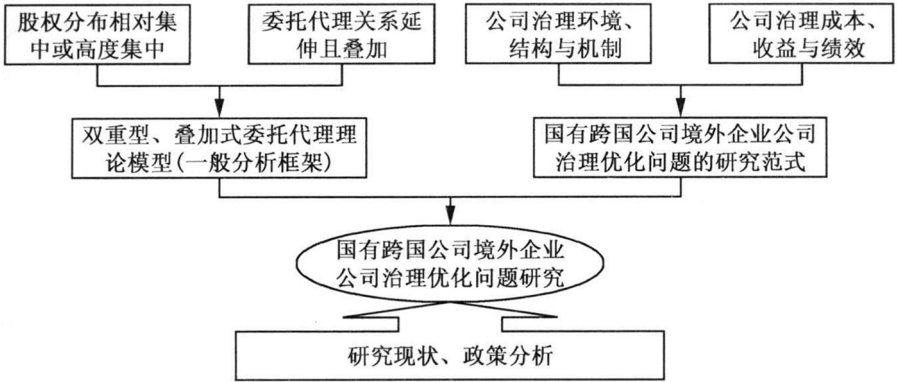 股权分布相对集
中或高度集中
委托代理关系延
伸且叠加
公司治理环境、
结构与机制
公司治理成本、
收益与绩效
双重型、叠加式委托代理理
论模型(一般分析框架)
国有跨国公司境外企业公司
治理优化问题的研究范式
国有跨国公司境外企业
公司治理优化问题研究
研究现状、政策分析